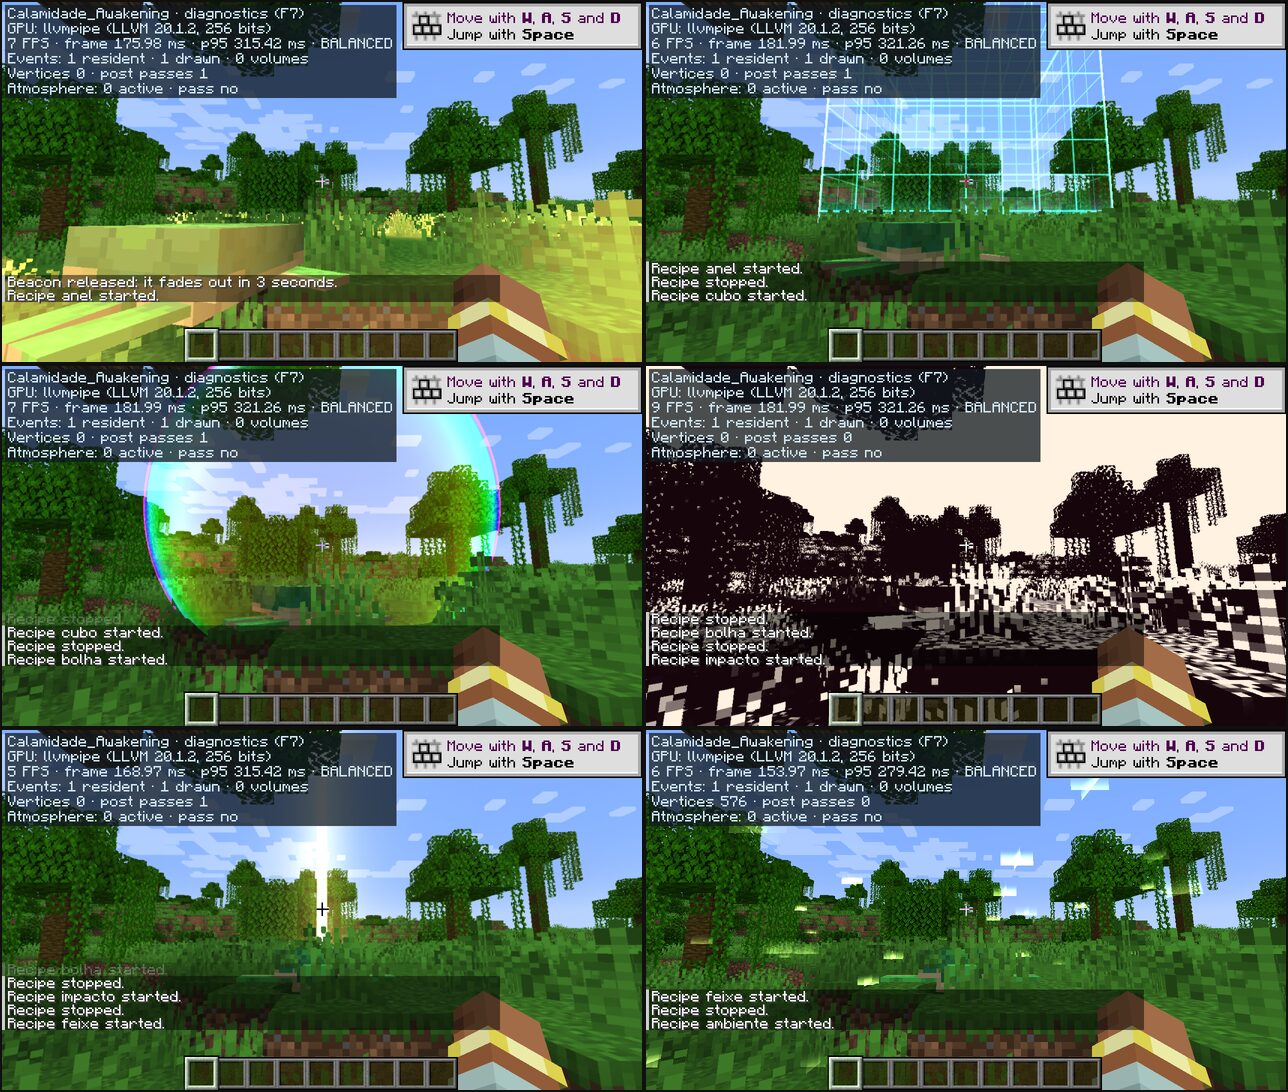 Calamidade_Awakening · diagnostics (F7)
GPU: llvmpipe (LLVM 20.1.2, 256 bits)
7 FPS · frame 175.98 ms · p95 315.42 ms · BALANCED
Events: 1 resident · 1 drawn · 0 volumes
Vertices 0 · post passes 1
Atmosphere: 0 active · pass no
Move with W, A, S and D
Jump with Space
Beacon released: it fades out in 3 seconds.
Recipe anel started.
Calamidade_Awakening · diagnostics (F7)
GPU: llvmpipe (LLVM 20.1.2, 256 bits)
6 FPS · frame 181.99 ms · p95 321.26 ms · BALANCED
Events: 1 resident · 1 drawn · 0 volumes
Vertices 0 · post passes 1
Atmosphere: 0 active · pass no
Move with W, A, S and D
Jump with Space
Recipe anel started.
Recipe stopped.
Recipe cubo started.
Calamidade_Awakening · diagnostics (F7)
GPU: llvmpipe (LLVM 20.1.2, 256 bits)
7 FPS · frame 181.99 ms · p95 321.26 ms · BALANCED
Events: 1 resident · 1 drawn · 0 volumes
Vertices 0 · post passes 1
Atmosphere: 0 active · pass no
Move with W, A, S and D
Jump with Space
Recipe stopped.
Recipe cubo started.
Recipe stopped.
Recipe bolha started.
Calamidade_Awakening · diagnostics (F7)
GPU: llvmpipe (LLVM 20.1.2, 256 bits)
9 FPS · frame 181.99 ms · p95 321.26 ms · BALANCED
Events: 1 resident · 1 drawn · 0 volumes
Vertices 0 · post passes 0
Atmosphere: 0 active · pass no
Move with W, A, S and D
Jump with Space
Recipe stopped.
Recipe bolha started.
Recipe stopped.
Recipe impacto started.
Calamidade_Awakening · diagnostics (F7)
GPU: llvmpipe (LLVM 20.1.2, 256 bits)
5 FPS · frame 168.97 ms · p95 315.42 ms · BALANCED
Events: 1 resident · 1 drawn · 0 volumes
Vertices 0 · post passes 1
Atmosphere: 0 active · pass no
Move with W, A, S and D
Jump with Space
Recipe bolha started.
Recipe stopped.
Recipe impacto started.
Recipe stopped.
Recipe feixe started.
Calamidade_Awakening · diagnostics (F7)
GPU: llvmpipe (LLVM 20.1.2, 256 bits)
6 FPS · frame 153.97 ms · p95 279.42 ms · BALANCED
Events: 1 resident · 1 drawn · 0 volumes
Vertices 576 · post passes 0
Atmosphere: 0 active · pass no
Move with W, A, S and D
Jump with Space
Recipe feixe started.
Recipe stopped.
Recipe ambiente started.